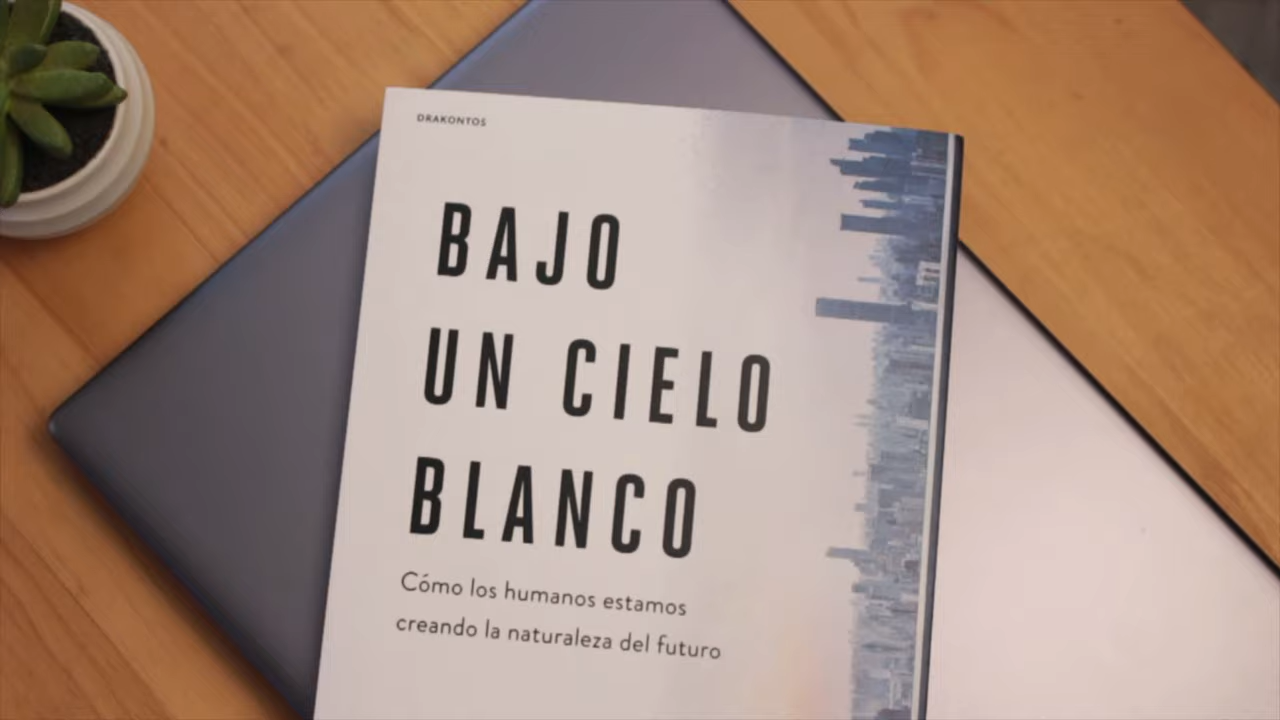 DRAKONTOS
BAJO
UN CIELO
BLANCO
Cómo los humanos estamos
creando la naturaleza del futuro